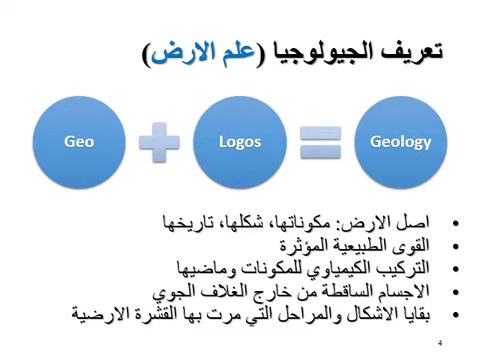 تعريف الجيولوجيا (علم الارض)
Geo + Logos = Geology
• اصل الارض: مكوناتها، شكلها، تاريخها
• القوى الطبيعية المؤثرة
• التركيب الكيمياوي للمكونات وماضيها
• الاجسام الساقطة من خارج الغلاف الجوي
• بقايا الاشكال والمراحل التي مرت بها القشرة الارضية
4